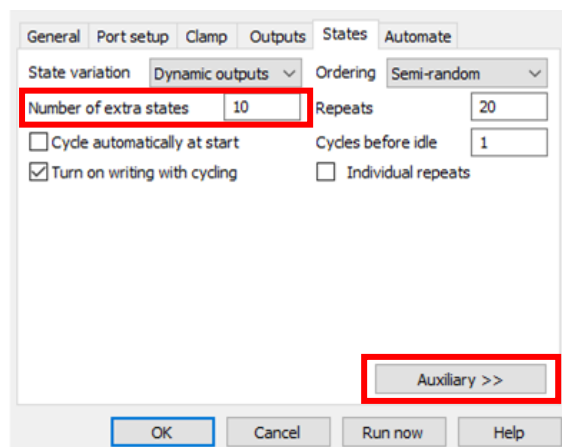 General Port setup Clamp Outputs States Automate
State variation Dynamic outputs Ordering Semi-random
Number of extra states 10 Repeats 20
Cycle automatically at start Cycles before idle 1
Turn on writing with cycling Individual repeats
Auxiliary >>
OK Cancel Run now Help